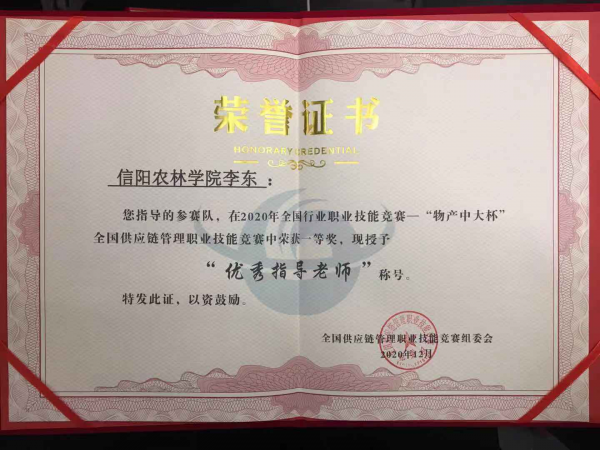 荣誉证书
HONORARY CREDENTIAL
信阳农林学院李东：
您指导的参赛队，在2020年全国行业职业技能竞赛—“物产中大杯”
全国供应链管理职业技能竞赛中荣获一等奖，现授予
“优秀指导老师”称号。
特发此证，以资鼓励。
全国供应链管理职业技能竞赛组委会
2020年12月